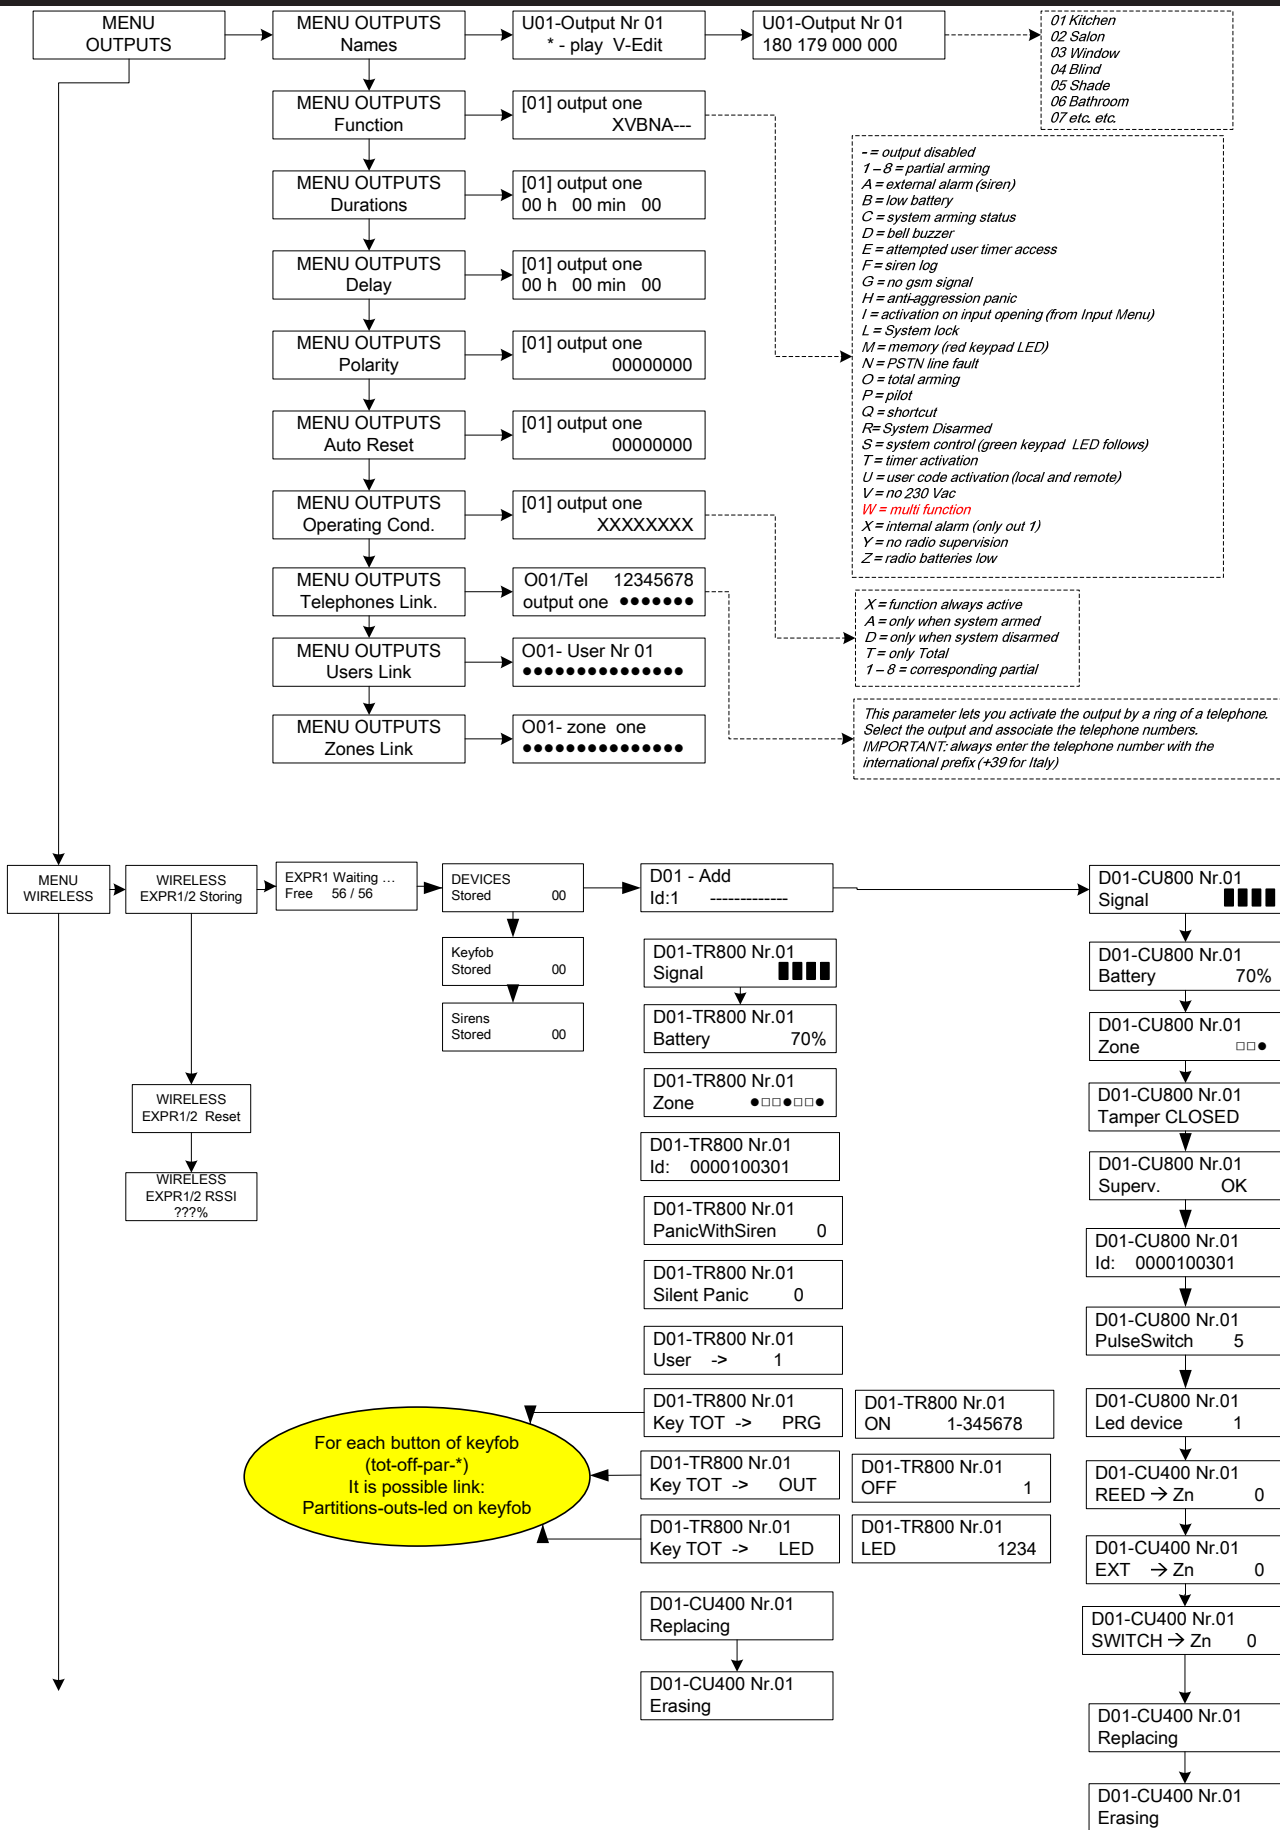 MENU
OUTPUTS
MENU OUTPUTS
Names
U01-Output Nr 01
* - play  V-Edit
U01-Output Nr 01
180 179 000 000
01 Kitchen
02 Salon
03 Window
04 Blind
05 Shade
06 Bathroom
07 etc. etc.
MENU OUTPUTS
Function
[01] output one
XVBNA---
- = output disabled
1 – 8 = partial arming
A = external alarm (siren)
B = low battery
C = system arming status
D = bell buzzer
E = attempted user timer access
F = siren log
G = no gsm signal
H = anti-aggression panic
I = activation on input opening (from Input Menu)
L = System lock
M = memory (red keypad LED)
N = PSTN line fault
O = total arming
P = pilot
Q = shortcut
R= System Disarmed
S = system control (green keypad  LED follows)
T = timer activation
U = user code activation (local and remote)
V = no 230 Vac
W = multi function
X = internal alarm (only out 1)
Y = no radio supervision
Z = radio batteries low
MENU OUTPUTS
Durations
[01] output one
00 h  00 min  00
MENU OUTPUTS
Delay
[01] output one
00 h  00 min  00
MENU OUTPUTS
Polarity
[01] output one
00000000
MENU OUTPUTS
Auto Reset
[01] output one
00000000
MENU OUTPUTS
Operating Cond.
[01] output one
XXXXXXXX
X = function always active
A = only when system armed
D = only when system disarmed
T = only Total
1 – 8 = corresponding partial
MENU OUTPUTS
Telephones Link.
O01/Tel  12345678
output one ●●●●●●●
This parameter lets you activate the output by a ring of a telephone.
Select the output and associate the telephone numbers.
IMPORTANT: always enter the telephone number with the
international prefix (+39 for Italy)
MENU OUTPUTS
Users Link
O01- User Nr 01
●●●●●●●●●●●●●●
MENU OUTPUTS
Zones Link
O01- zone  one
●●●●●●●●●●●●●●
MENU
WIRELESS
WIRELESS
EXPR1/2 Storing
EXPR1 Waiting ...
Free  56 / 56
DEVICES
Stored  00
Keyfob
Stored  00
Sirens
Stored  00
WIRELESS
EXPR1/2  Reset
WIRELESS
EXPR1/2 RSSI
???%
D01 - Add
Id:1  -------------
D01-TR800 Nr.01
Signal
D01-TR800 Nr.01
Battery  70%
D01-TR800 Nr.01
Zone  ●□□●□□●
D01-TR800 Nr.01
Id:  0000100301
D01-TR800 Nr.01
PanicWithSiren  0
D01-TR800 Nr.01
Silent Panic  0
D01-TR800 Nr.01
User  ->  1
D01-TR800 Nr.01
Key TOT  ->  PRG
D01-TR800 Nr.01
ON  1-345678
D01-TR800 Nr.01
Key TOT  ->  OUT
D01-TR800 Nr.01
OFF  1
D01-TR800 Nr.01
Key TOT  ->  LED
D01-TR800 Nr.01
LED  1234
For each button of keyfob
(tot-off-par-*)
It is possible link:
Partitions-outs-led on keyfob
D01-CU400 Nr.01
Replacing
D01-CU400 Nr.01
Erasing
D01-CU800 Nr.01
Signal
D01-CU800 Nr.01
Battery  70%
D01-CU800 Nr.01
Zone  □□●
D01-CU800 Nr.01
Tamper CLOSED
D01-CU800 Nr.01
Superv.  OK
D01-CU800 Nr.01
Id:  0000100301
D01-CU800 Nr.01
PulseSwitch  5
D01-CU800 Nr.01
Led device  1
D01-CU400 Nr.01
REED → Zn  0
D01-CU400 Nr.01
EXT  → Zn  0
D01-CU400 Nr.01
SWITCH → Zn  0
D01-CU400 Nr.01
Replacing
D01-CU400 Nr.01
Erasing